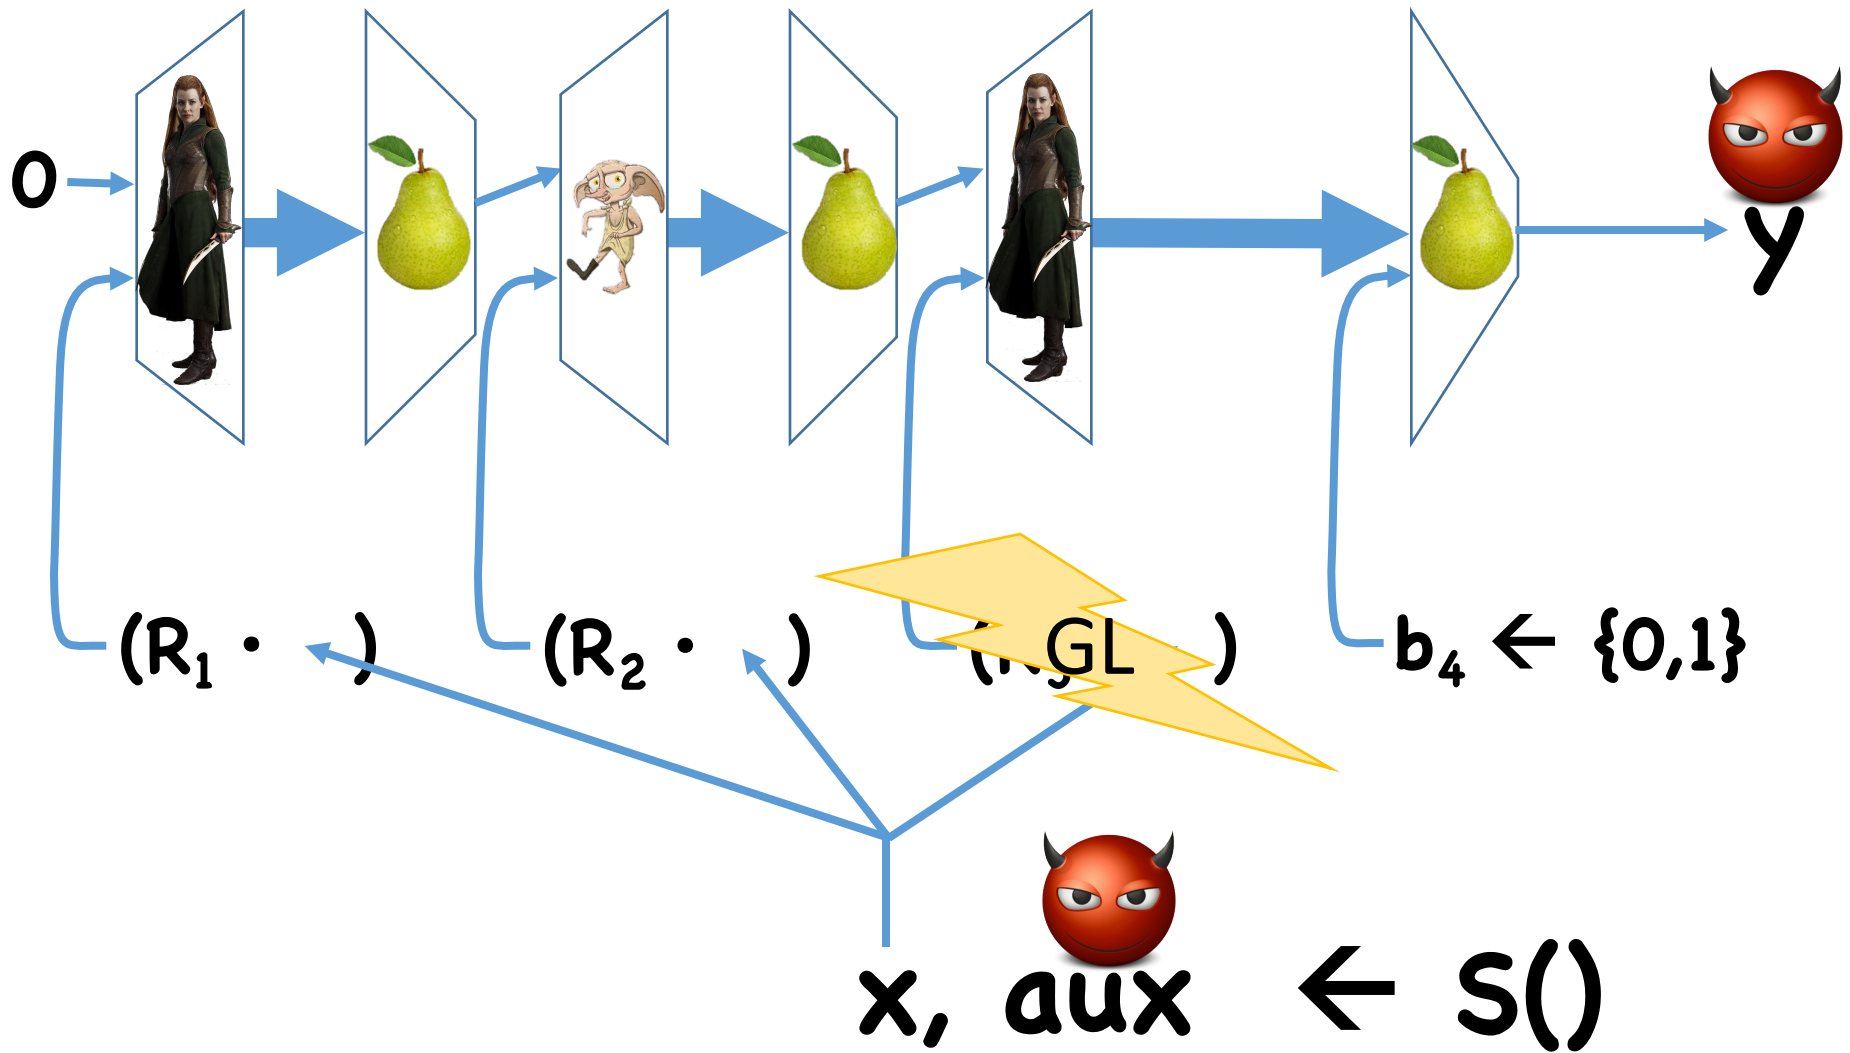 0
y
(R₁ • ) (R₂ • ) ( GL ) b₄ ← {0,1}
x, aux ← S()